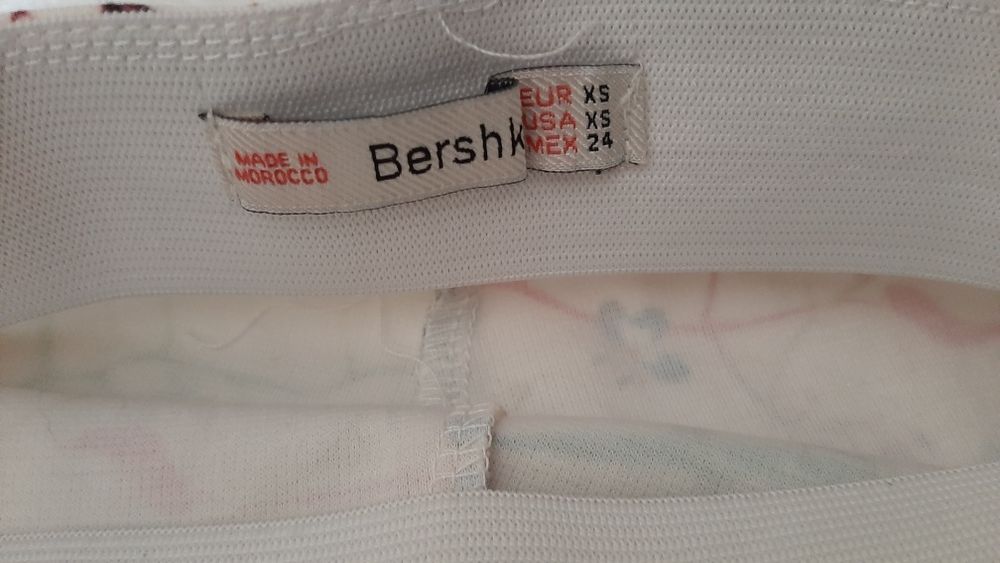 MADE IN
MOROCCO
Bershk
EUR XS
USA XS
MEX 24